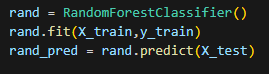 rand = RandomForestClassifier()
rand.fit(X_train,y_train)
rand_pred = rand.predict(X_test)